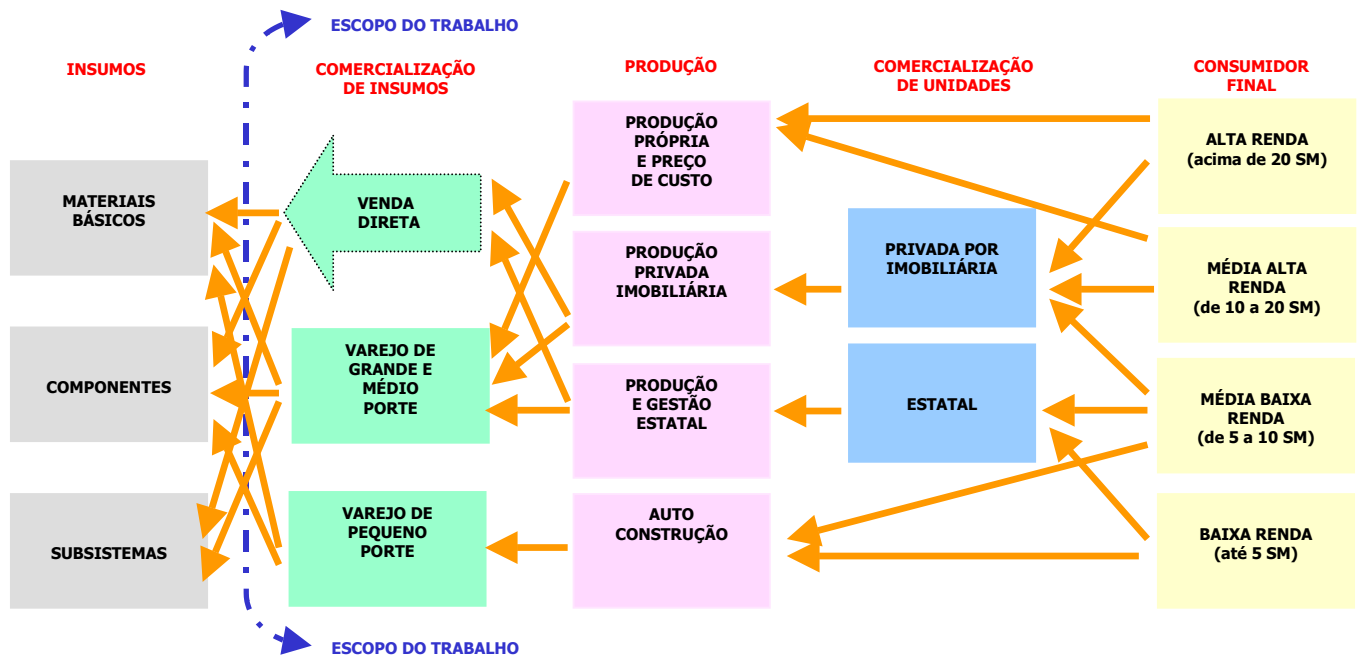 ESCOPO DO TRABALHO
INSUMOS
COMERCIALIZAÇÃO
DE INSUMOS
PRODUÇÃO
COMERCIALIZAÇÃO
DE UNIDADES
CONSUMIDOR
FINAL
MATERIAIS
BÁSICOS
COMPONENTES
SUBSISTEMAS
VENDA
DIRETA
VAREJO DE
GRANDE E
MÉDIO
PORTE
VAREJO DE
PEQUENO
PORTE
PRODUÇÃO
PRÓPRIA
E PREÇO
DE CUSTO
PRODUÇÃO
PRIVADA
IMOBILIÁRIA
PRODUÇÃO
E GESTÃO
ESTATAL
AUTO
CONSTRUÇÃO
PRIVADA POR
IMOBILIÁRIA
ESTATAL
ALTA RENDA
(acima de 20 SM)
MÉDIA ALTA
RENDA
(de 10 a 20 SM)
MÉDIA BAIXA
RENDA
(de 5 a 10 SM)
BAIXA RENDA
(até 5 SM)
ESCOPO DO TRABALHO